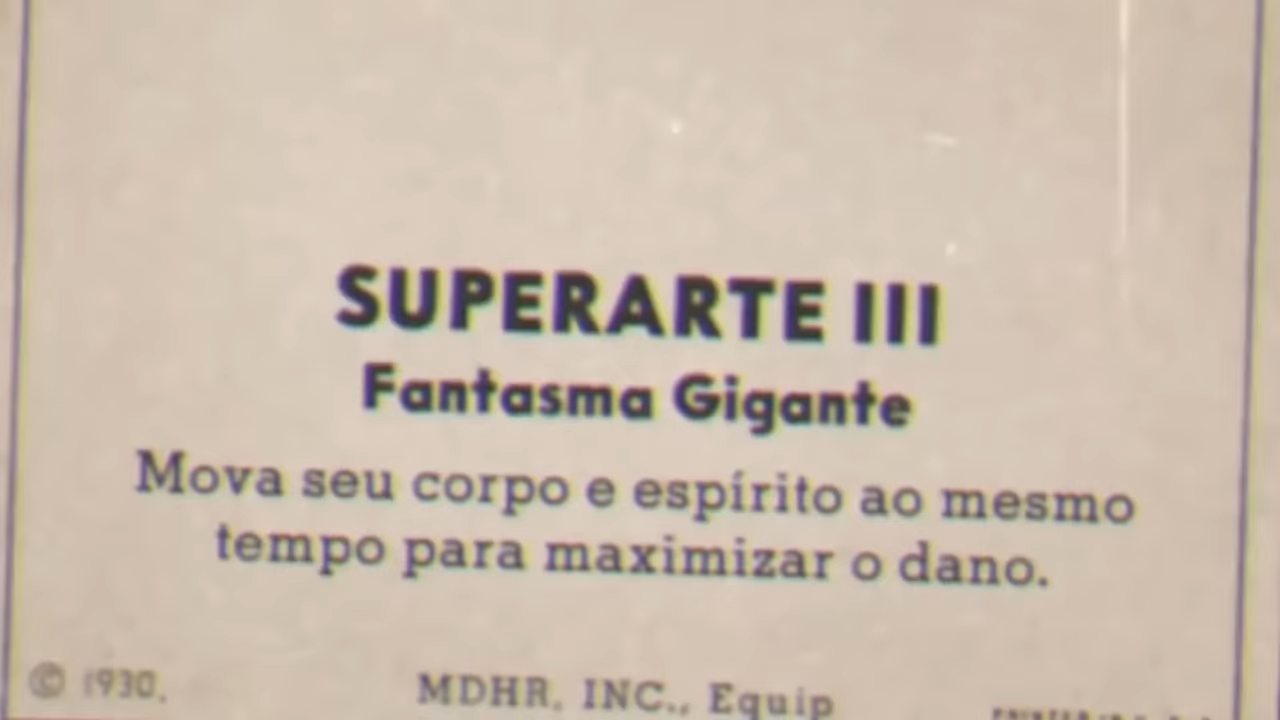 SUPERARTE III
Fantasma Gigante
Mova seu corpo e espírito ao mesmo
tempo para maximizar o dano.
© 1930. MDHR, INC., Equip